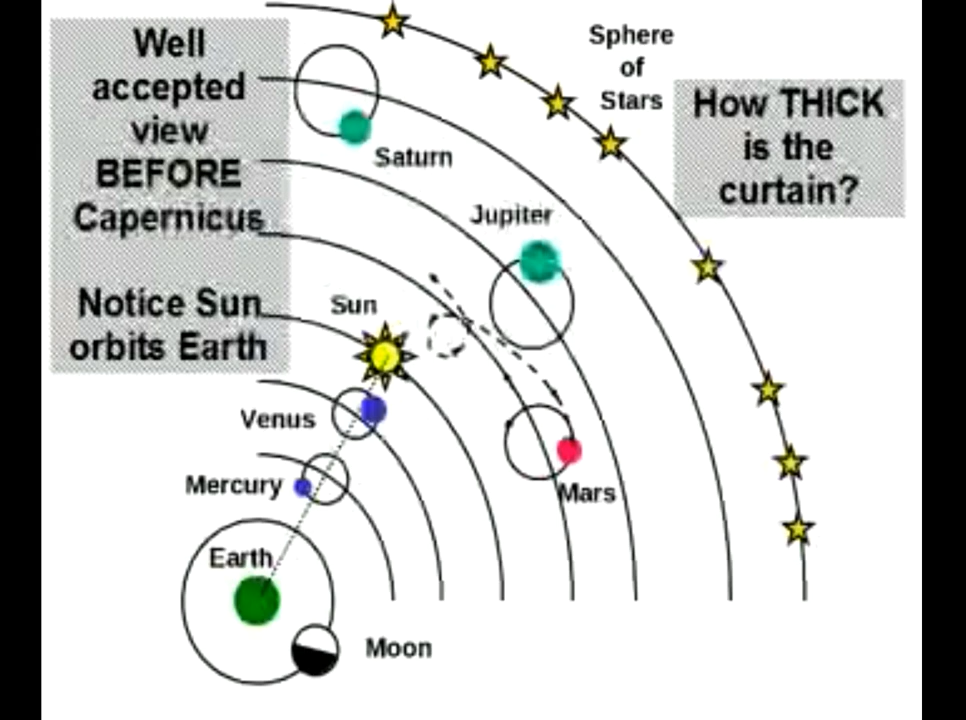 Well
accepted
view
BEFORE
Capernicus
Notice Sun
orbits Earth
Sphere
of
Stars
How THICK
is the
curtain?
Saturn
Jupiter
Sun
Venus
Mercury
Mars
Earth
Moon